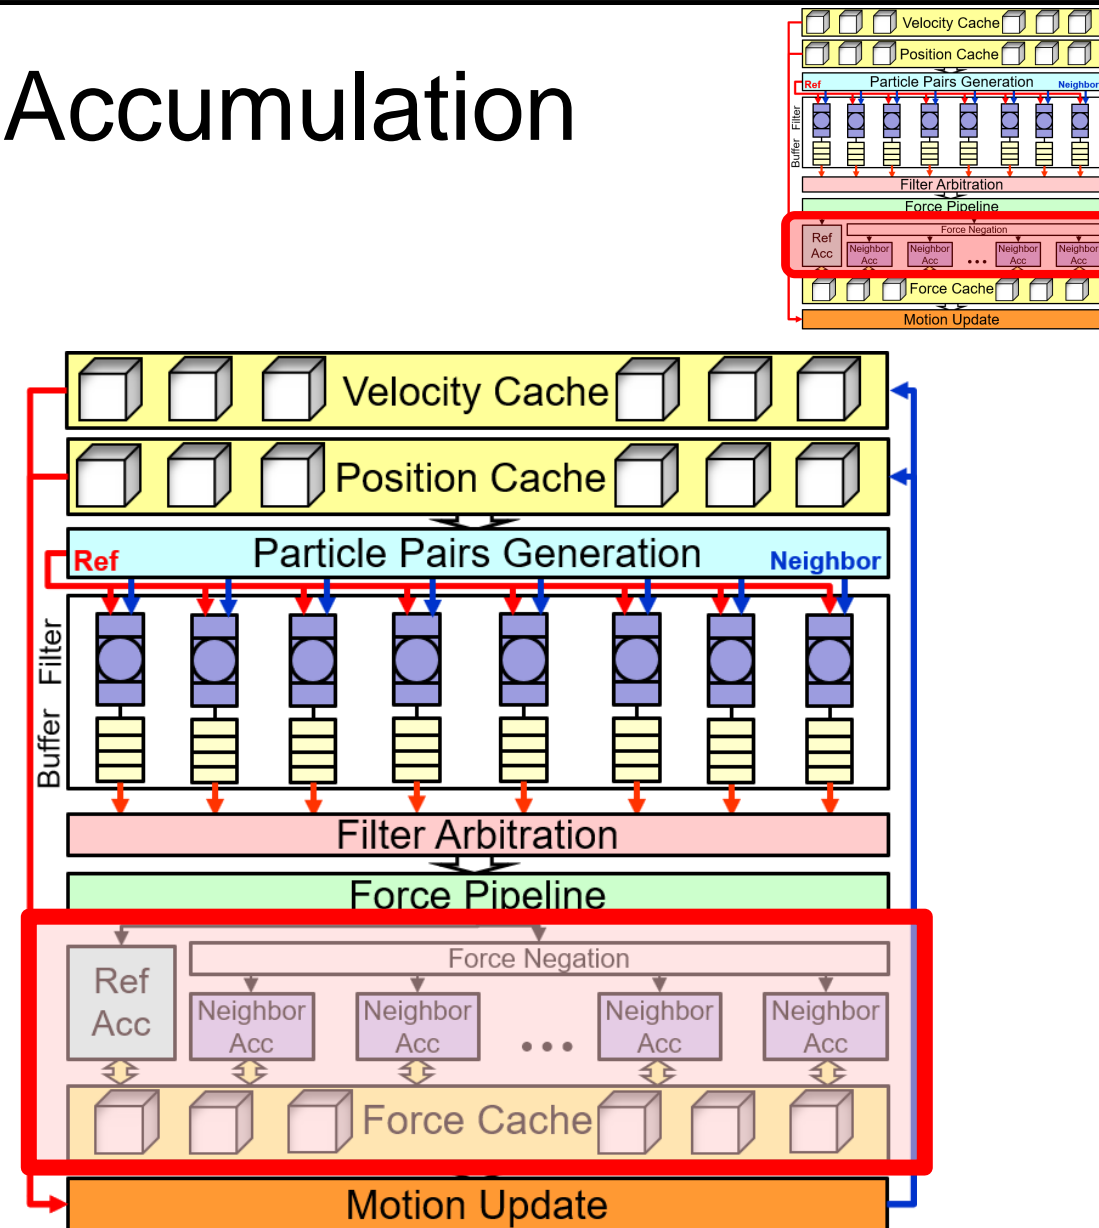 Accumulation
Velocity Cache
Position Cache
Particle Pairs Generation
Ref
Neighbor
Filter
Buffer
Filter Arbitration
Force Pipeline
Force Negation
Ref
Acc
Neighbor
Acc
Neighbor
Acc
...
Neighbor
Acc
Neighbor
Acc
Force Cache
Motion Update
Velocity Cache
Position Cache
Ref
Particle Pairs Generation
Neighbor
Filter
Buffer
Filter Arbitration
Force Pipeline
Force Negation
Ref
Acc
Neighbor
Acc
Neighbor
Acc
...
Neighbor
Acc
Neighbor
Acc
Force Cache
Motion Update